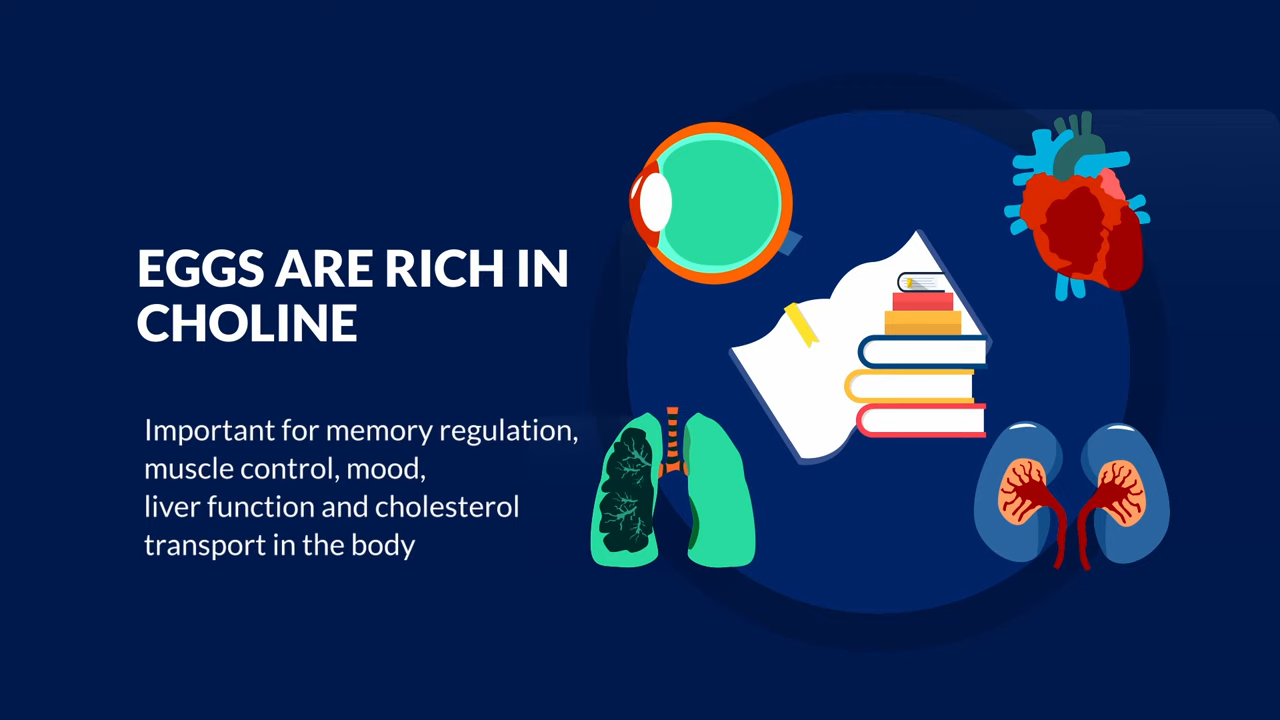 EGGS ARE RICH IN
CHOLINE
Important for memory regulation,
muscle control, mood,
liver function and cholesterol
transport in the body